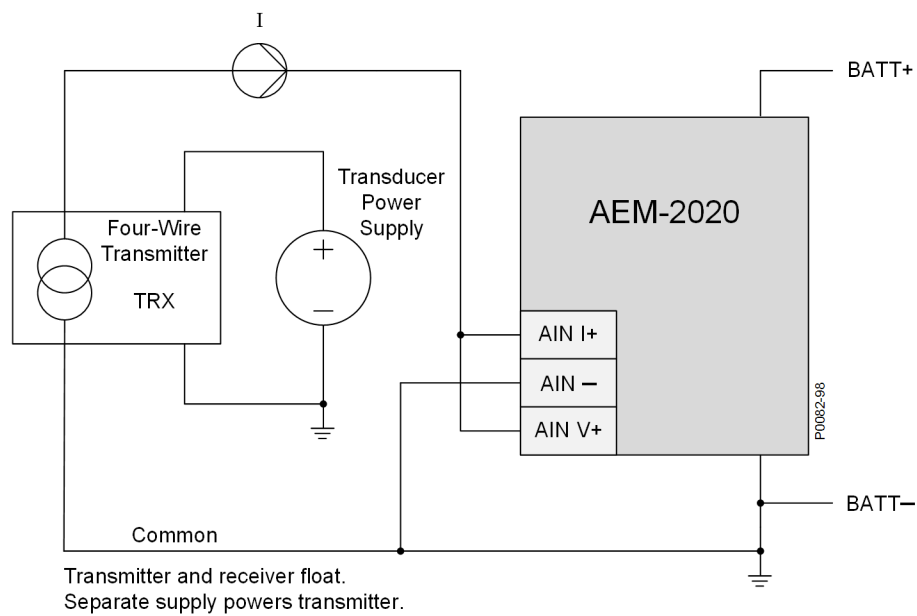 I
BATT+
Transducer
Power
Supply
AEM-2020
Four-Wire
Transmitter
TRX
+
−
AIN I+
AIN −
AIN V+
P0082-98
BATT−
Common
Transmitter and receiver float.
Separate supply powers transmitter.